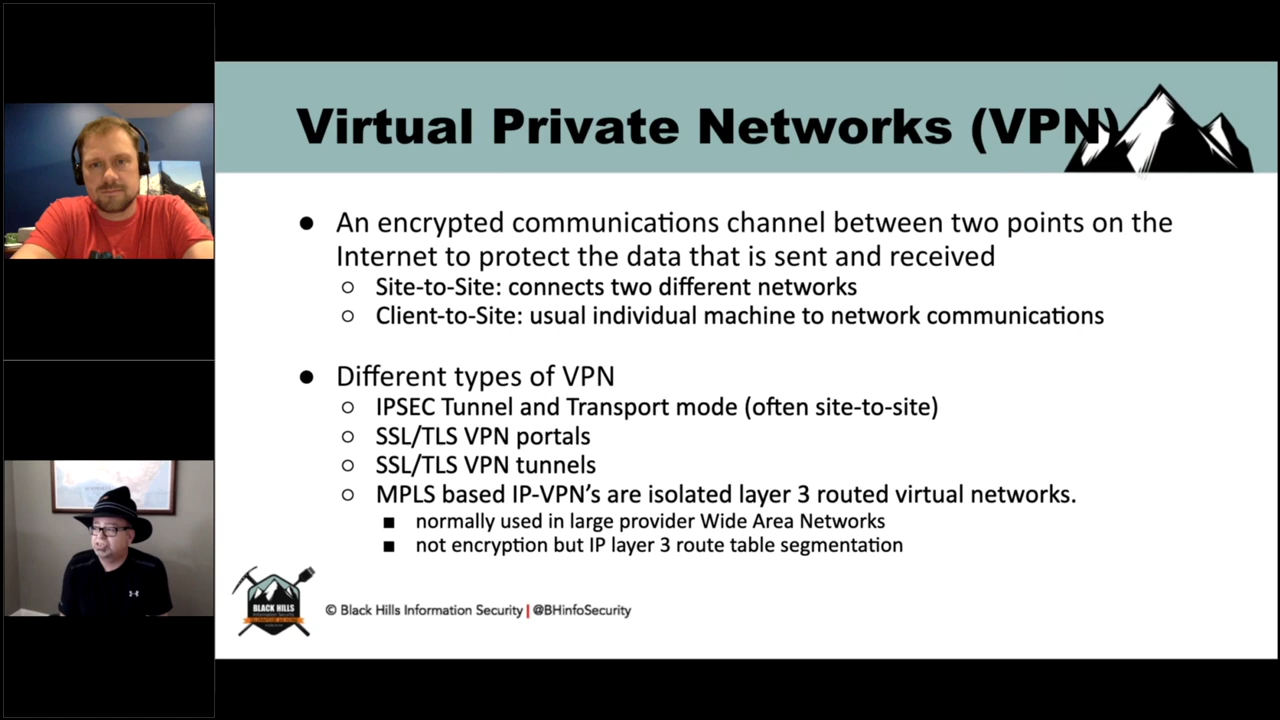 Virtual Private Networks (VPN)
● An encrypted communications channel between two points on the
Internet to protect the data that is sent and received
○ Site-to-Site: connects two different networks
○ Client-to-Site: usual individual machine to network communications
● Different types of VPN
○ IPSEC Tunnel and Transport mode (often site-to-site)
○ SSL/TLS VPN portals
○ SSL/TLS VPN tunnels
○ MPLS based IP-VPN’s are isolated layer 3 routed virtual networks.
■ normally used in large provider Wide Area Networks
■ not encryption but IP layer 3 route table segmentation
BLACK HILLS
Information Security
© Black Hills Information Security | @BHinfoSecurity